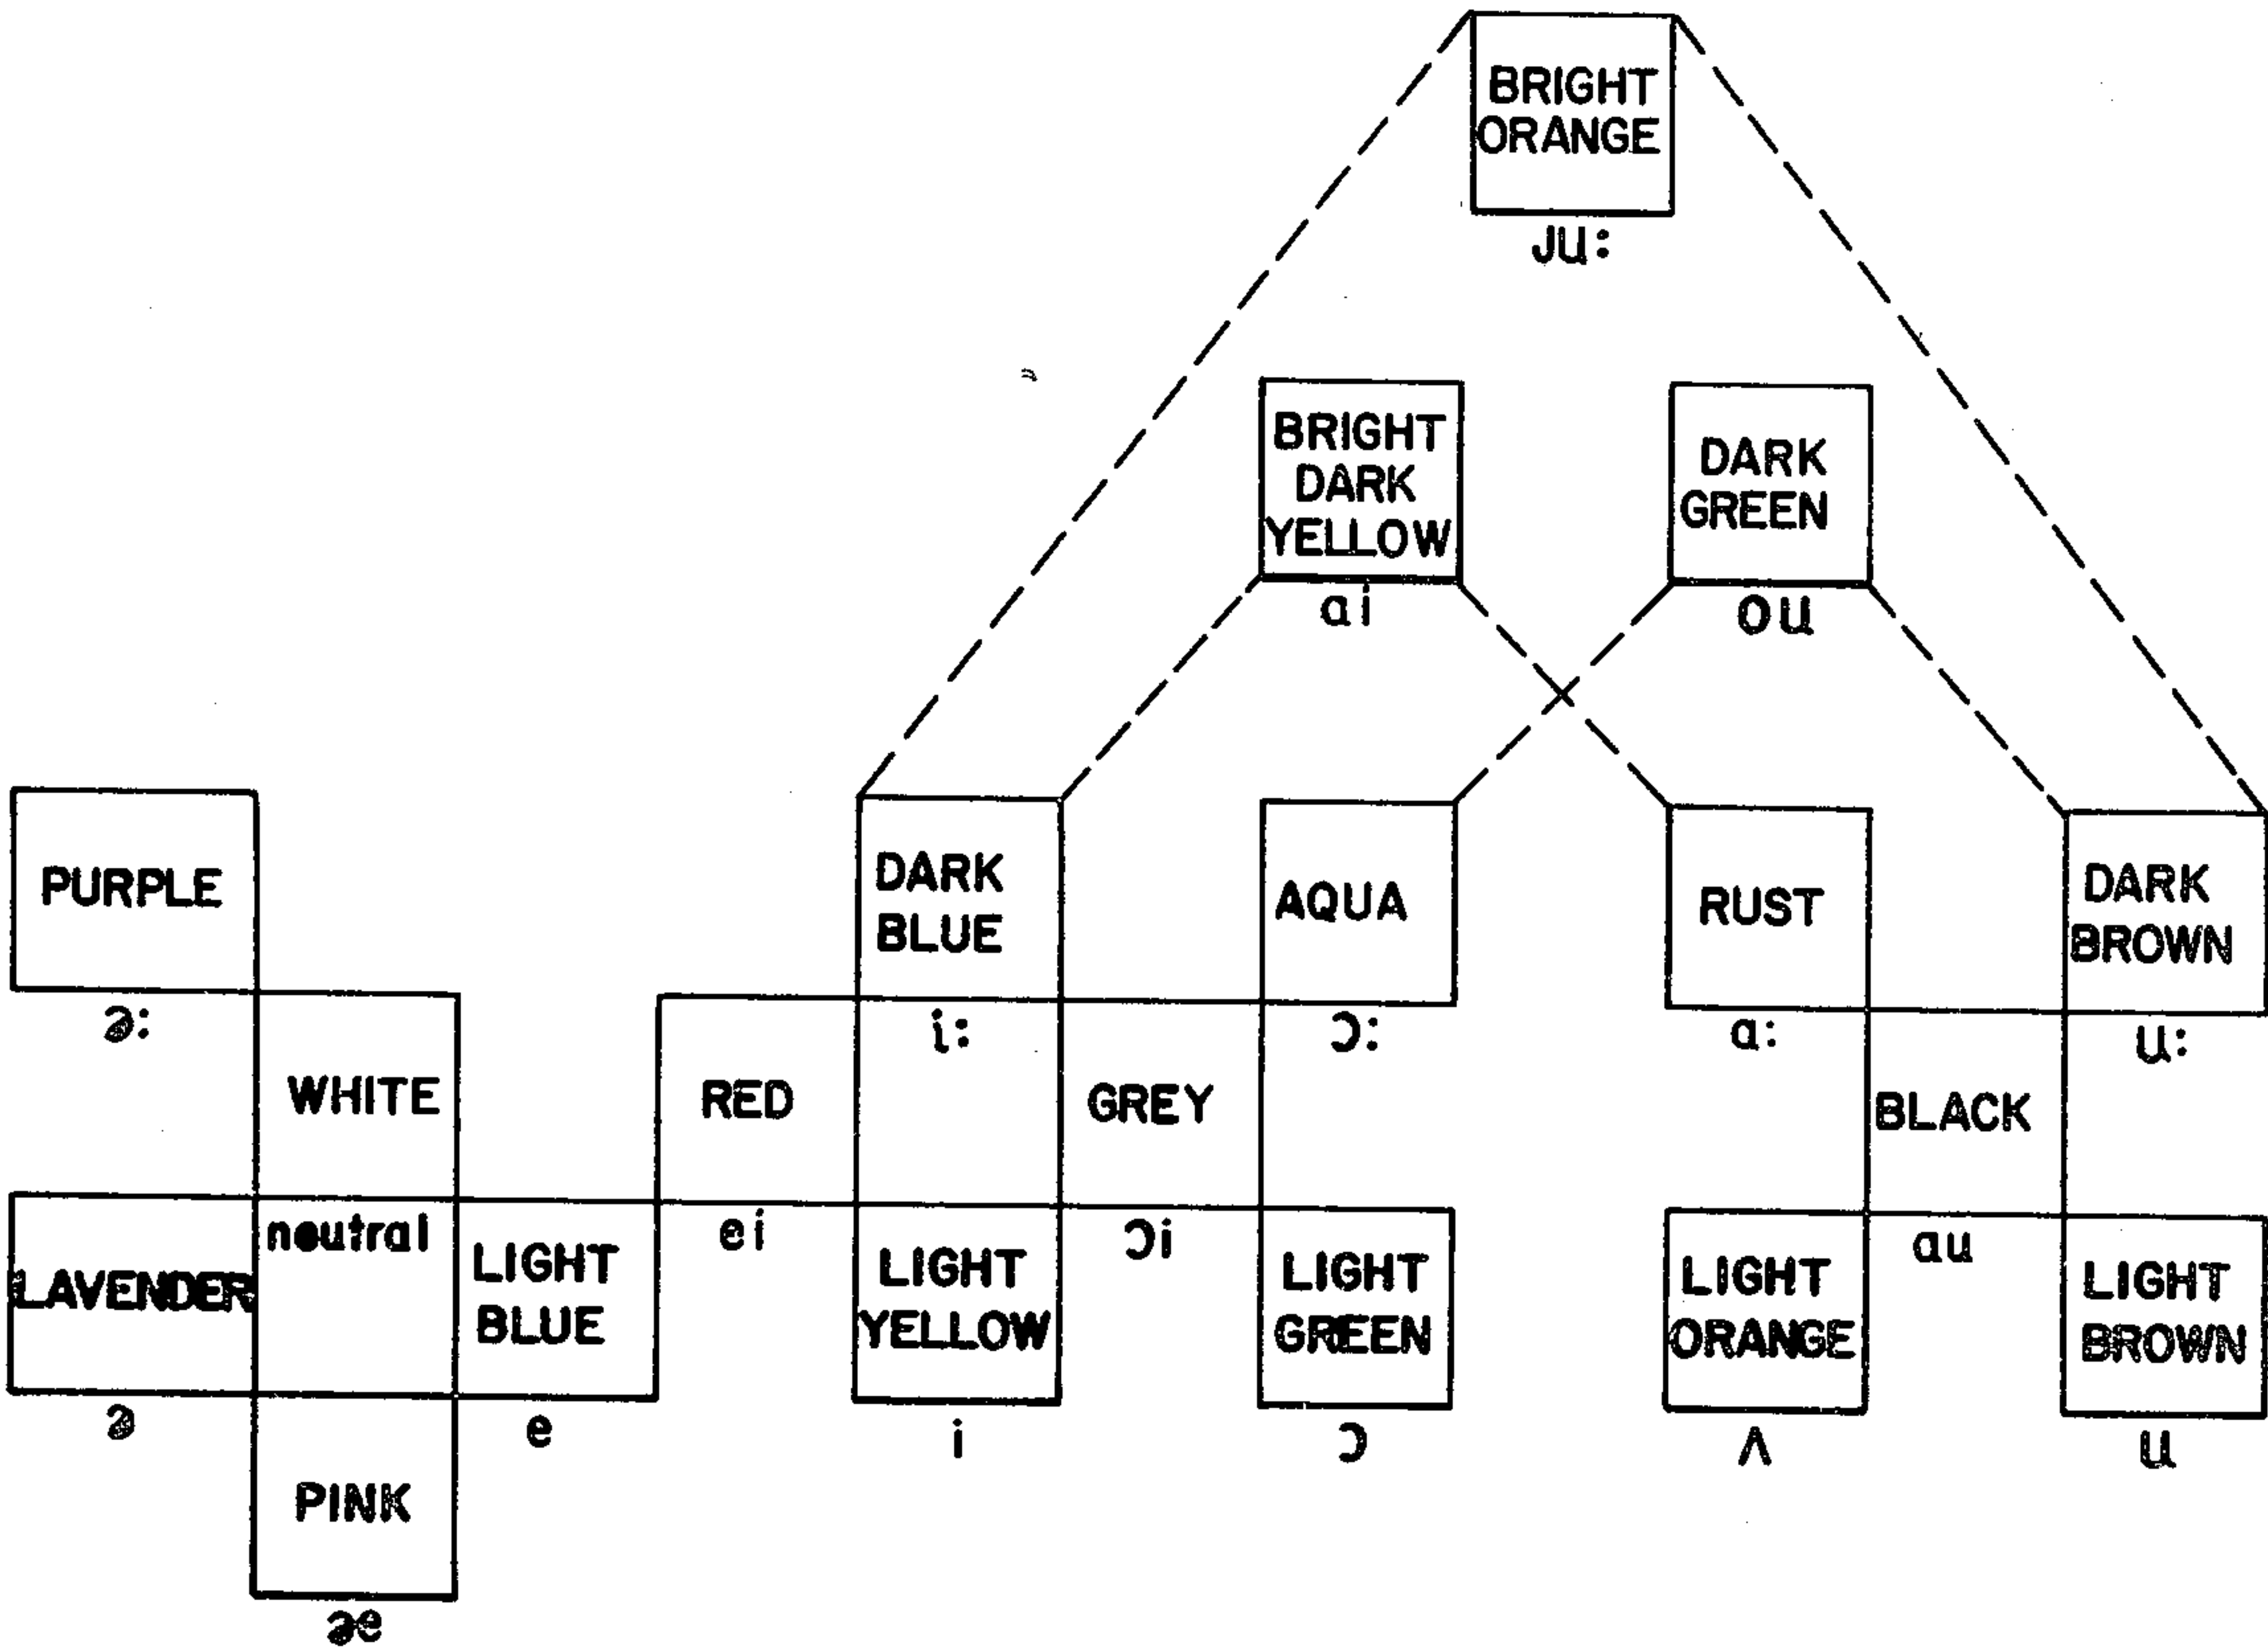 BRIGHT
ORANGE
ju:
BRIGHT
DARK
YELLOW
ai
DARK
GREEN
ou
PURPLE
ə:
DARK
BLUE
i:
AQUA
ɔ:
RUST
a:
DARK
BROWN
u:
WHITE
neutral
RED
ei
GREY
ɔi
BLACK
au
LAVENDER
ə
LIGHT
BLUE
e
LIGHT
YELLOW
i
LIGHT
GREEN
ɔ
LIGHT
ORANGE
ʌ
LIGHT
BROWN
u
PINK
æ